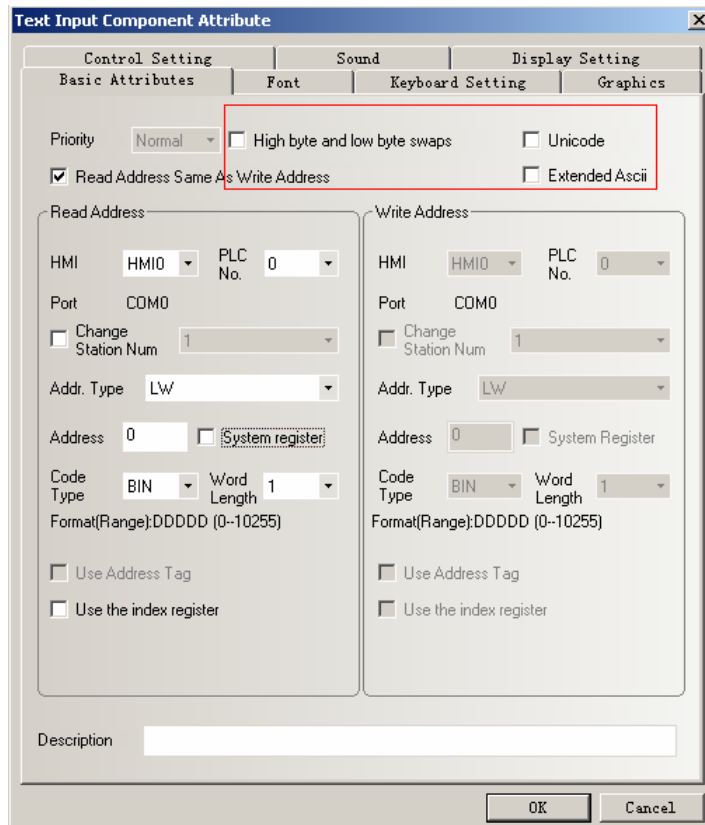 Text Input Component Attribute
Control Setting Sound Display Setting
Basic Attributes Font Keyboard Setting Graphics
Priority Normal High byte and low byte swaps Unicode
Read Address Same As Write Address Extended Ascii
Read Address Write Address
HMI HMI0 PLC No. 0 HMI HMI0 PLC No. 0
Port COM0 Port COM0
Change Station Num 1 Change Station Num 1
Addr. Type LW Addr. Type LW
Address 0 System register Address 0 System Register
Code Type BIN Word Length 1 Code Type BIN Word Length 1
Format(Range):DDDDD (0--10255) Format(Range):DDDDD (0--10255)
Use Address Tag Use Address Tag
Use the index register Use the index register
Description
OK Cancel